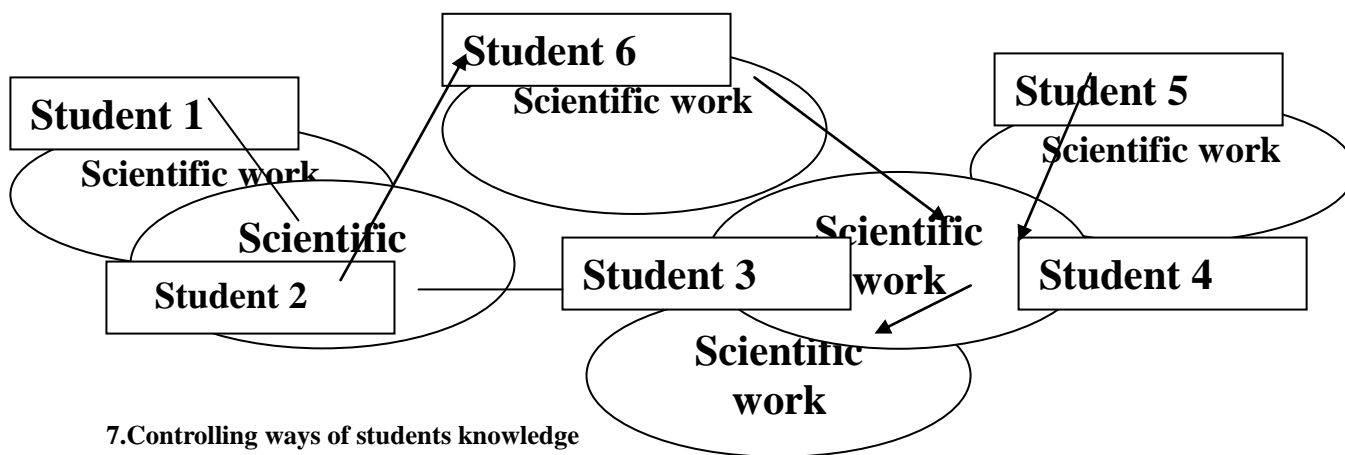 Student 6
Scientific work
Student 5
Scientific work
Student 1
Scientific work
Scientific
Student 2
Scientific
work
Student 3
Student 4
Scientific
work
7.Controlling ways of students knowledge